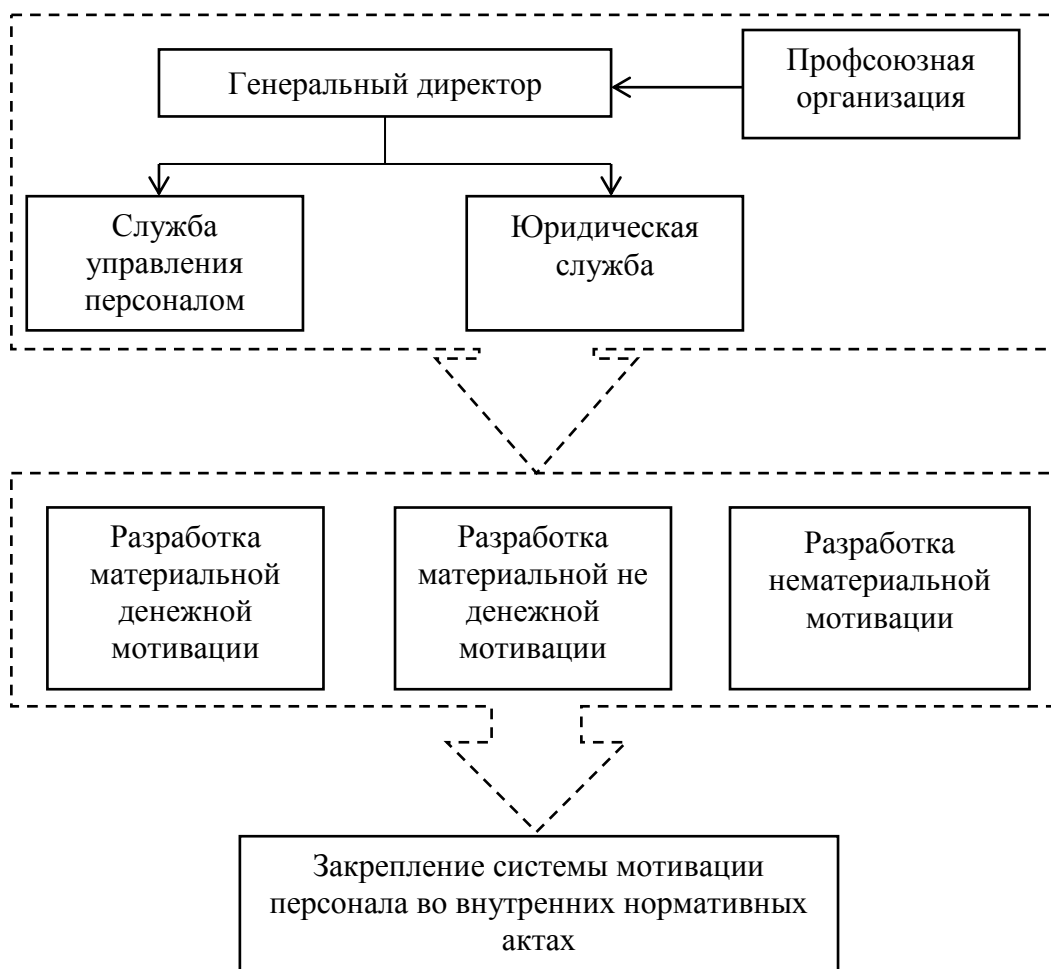 Генеральный директор
Профсоюзная
организация
Служба
управления
персоналом
Юридическая
служба
Разработка
материальной
денежной
мотивации
Разработка
материальной не
денежной
мотивации
Разработка
нематериальной
мотивации
Закрепление системы мотивации
персонала во внутренних нормативных
актах